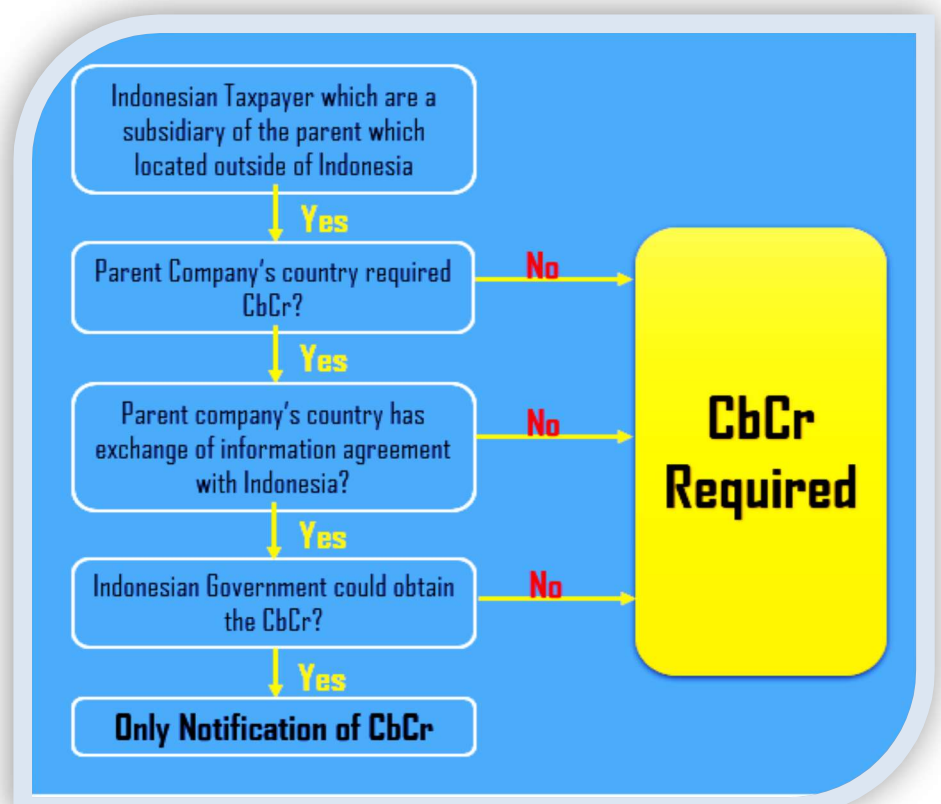 Indonesian Taxpayer which are a
subsidiary of the parent which
located outside of Indonesia
Yes
Parent Company's country required
CbCr?
No
Yes
Parent company's country has
exchange of information agreement
with Indonesia?
No
Yes
Indonesian Government could obtain
the CbCr?
No
Yes
Only Notification of CbCr
CbCr
Required